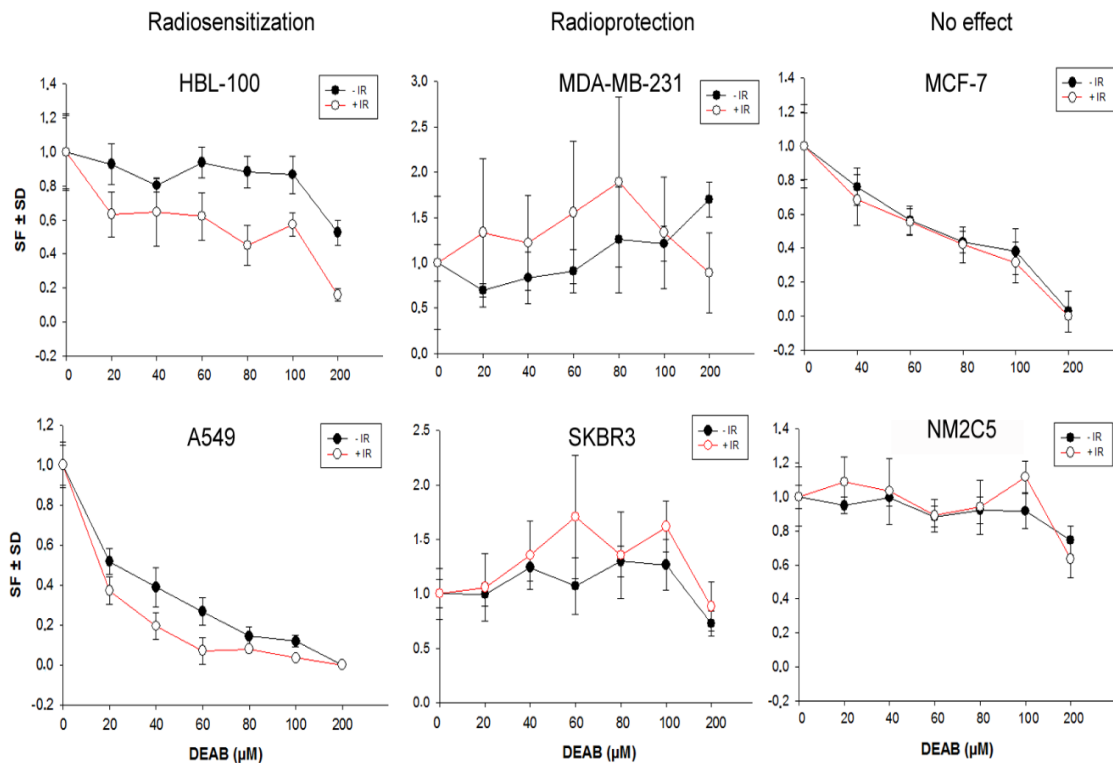 Radiosensitization
Radioprotection
No effect
HBL-100
- IR
+ IR
1,4
1,2
1,0
0.8
0.6
0.4
0.2
0.0
-0.2
SF ± SD
0 20 40 60 80 100 200
MDA-MB-231
- IR
+ IR
3,0
2.5
2.0
1.5
1.0
0,5
0,0
0 20 40 60 80 100 200
MCF-7
- IR
+ IR
1,4
1,2
1,0
0.8
0.6
0.4
0.2
0.0
-0.2
0 20 40 60 80 100 200
A549
- IR
+ IR
1,2
1,0
0.8
0.6
0.4
0.2
0.0
-0.2
SF ± SD
0 20 40 60 80 100 200
DEAB (µM)
SKBR3
- IR
+ IR
2.5
2.0
1.5
1.0
0.5
0.0
0 20 40 60 80 100 200
DEAB (µM)
NM2C5
- IR
+ IR
1,4
1,2
1,0
0,8
0,6
0,4
0,2
0,0
-0,2
0 20 40 60 80 100 200
DEAB (µM)